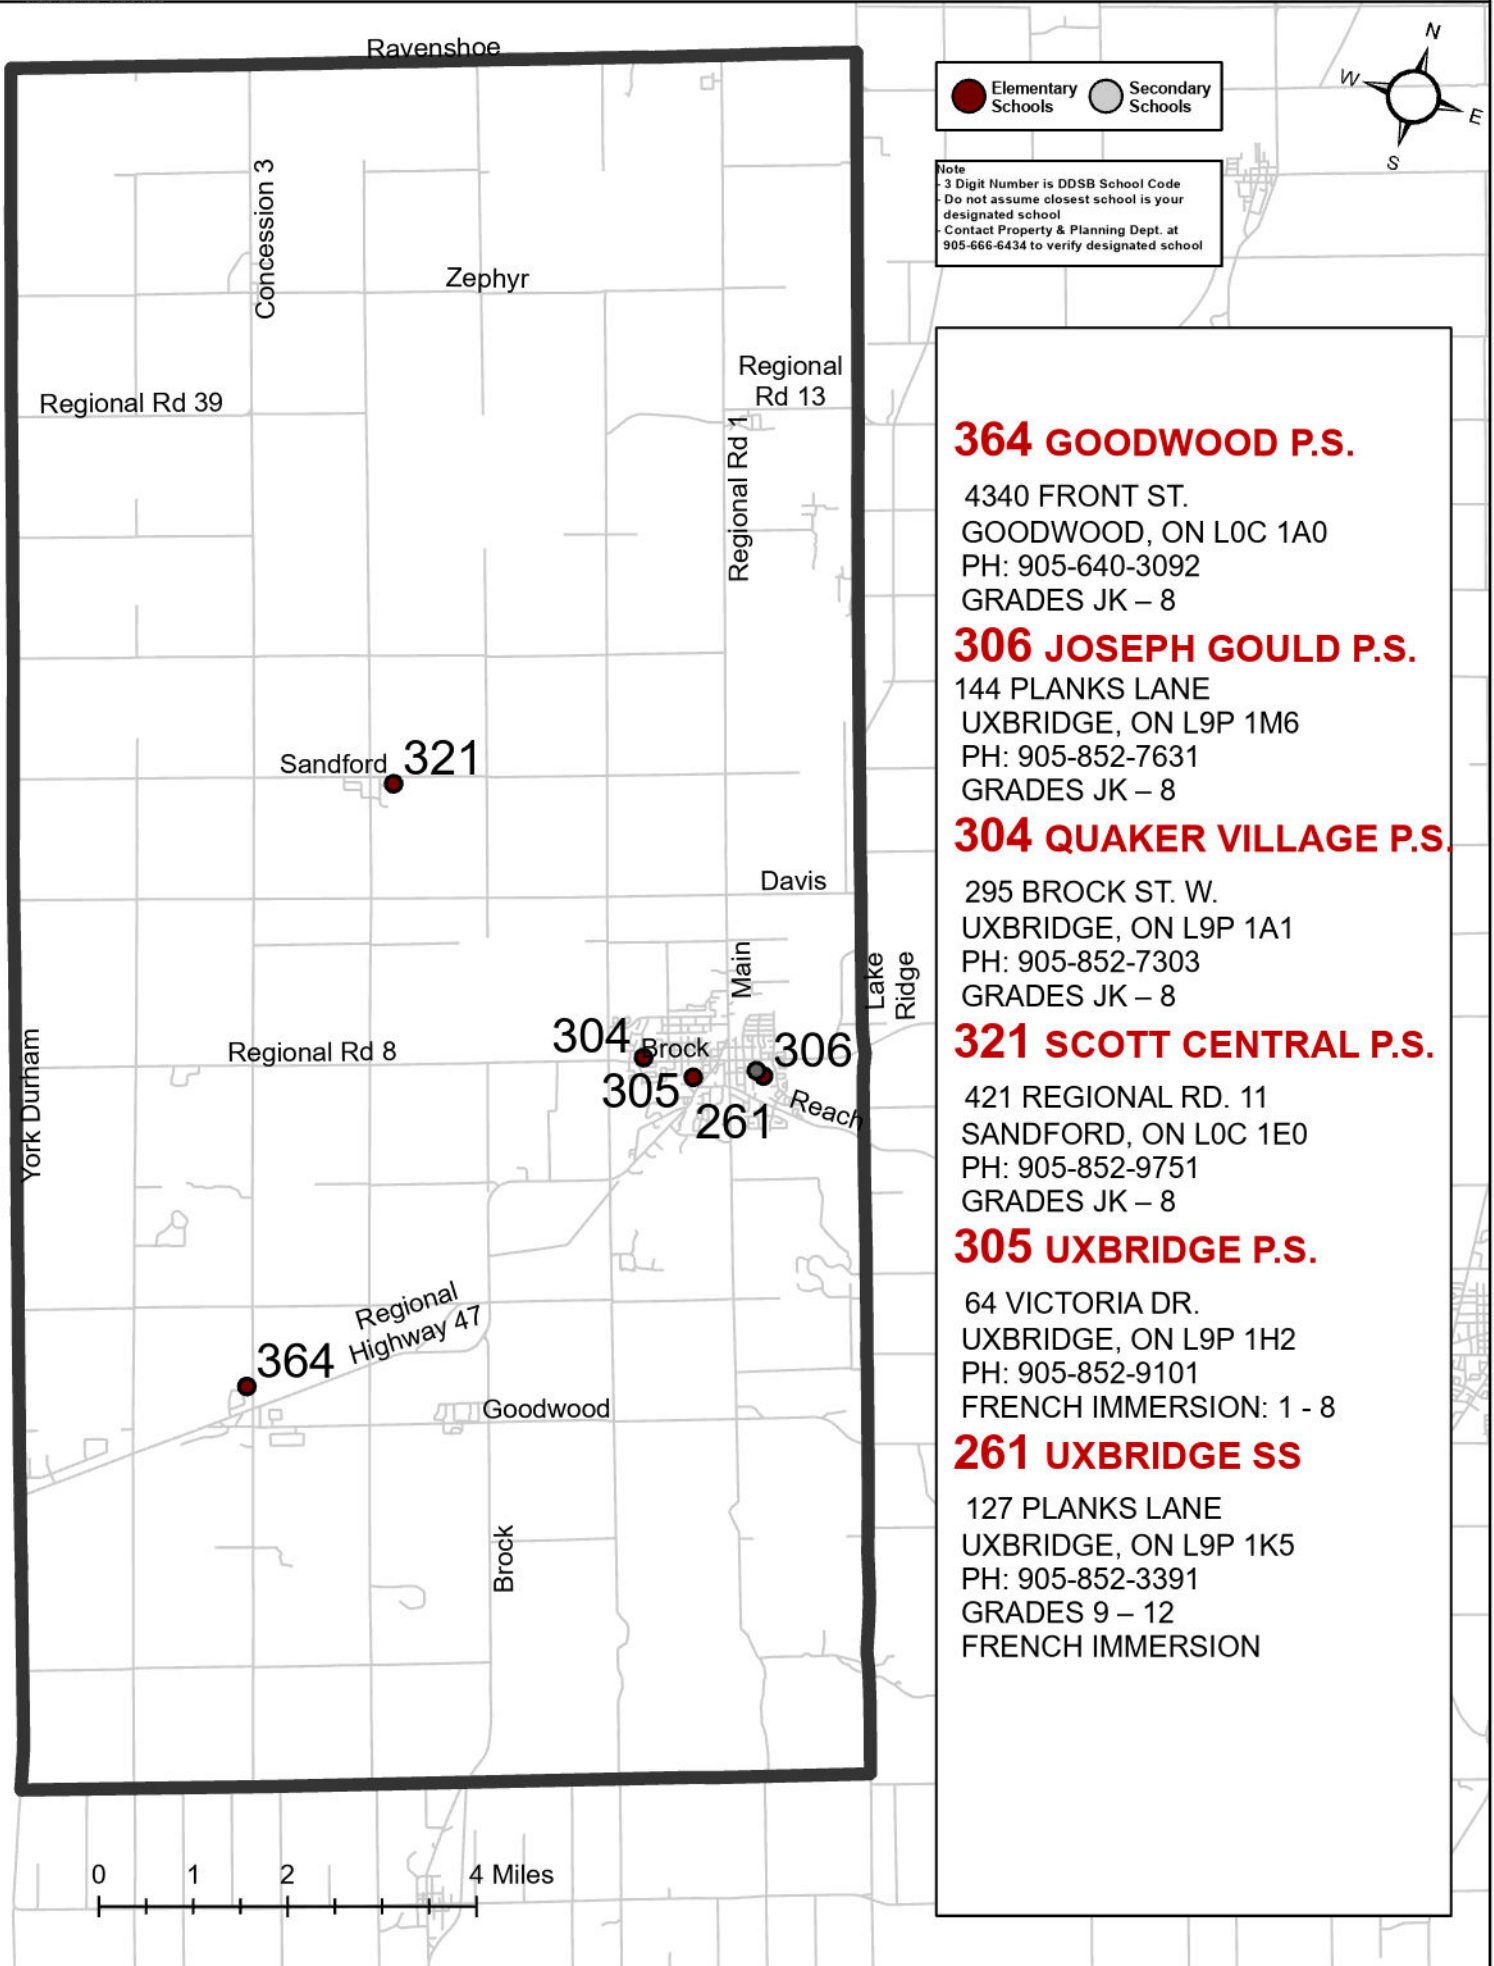 Ravenshoe
Concession 3
Zephyr
Regional Rd 39
Regional
Rd 13
Regional Rd 1
Sandford
321
Davis
Main
Lake
Ridge
304
Brock
306
Regional Rd 8
305
261
Reach
York Durham
Regional
Highway 47
364
Goodwood
Brock
0 1 2 4 Miles
Elementary
Schools
Secondary
Schools
N
W
E
S
Note
- 3 Digit Number is DDSB School Code
- Do not assume closest school is your
designated school
- Contact Property & Planning Dept. at
905-666-6434 to verify designated school
364 GOODWOOD P.S.
4340 FRONT ST.
GOODWOOD, ON L0C 1A0
PH: 905-640-3092
GRADES JK – 8
306 JOSEPH GOULD P.S.
144 PLANKS LANE
UXBRIDGE, ON L9P 1M6
PH: 905-852-7631
GRADES JK – 8
304 QUAKER VILLAGE P.S.
295 BROCK ST. W.
UXBRIDGE, ON L9P 1A1
PH: 905-852-7303
GRADES JK – 8
321 SCOTT CENTRAL P.S.
421 REGIONAL RD. 11
SANDFORD, ON L0C 1E0
PH: 905-852-9751
GRADES JK – 8
305 UXBRIDGE P.S.
64 VICTORIA DR.
UXBRIDGE, ON L9P 1H2
PH: 905-852-9101
FRENCH IMMERSION: 1 - 8
261 UXBRIDGE SS
127 PLANKS LANE
UXBRIDGE, ON L9P 1K5
PH: 905-852-3391
GRADES 9 – 12
FRENCH IMMERSION